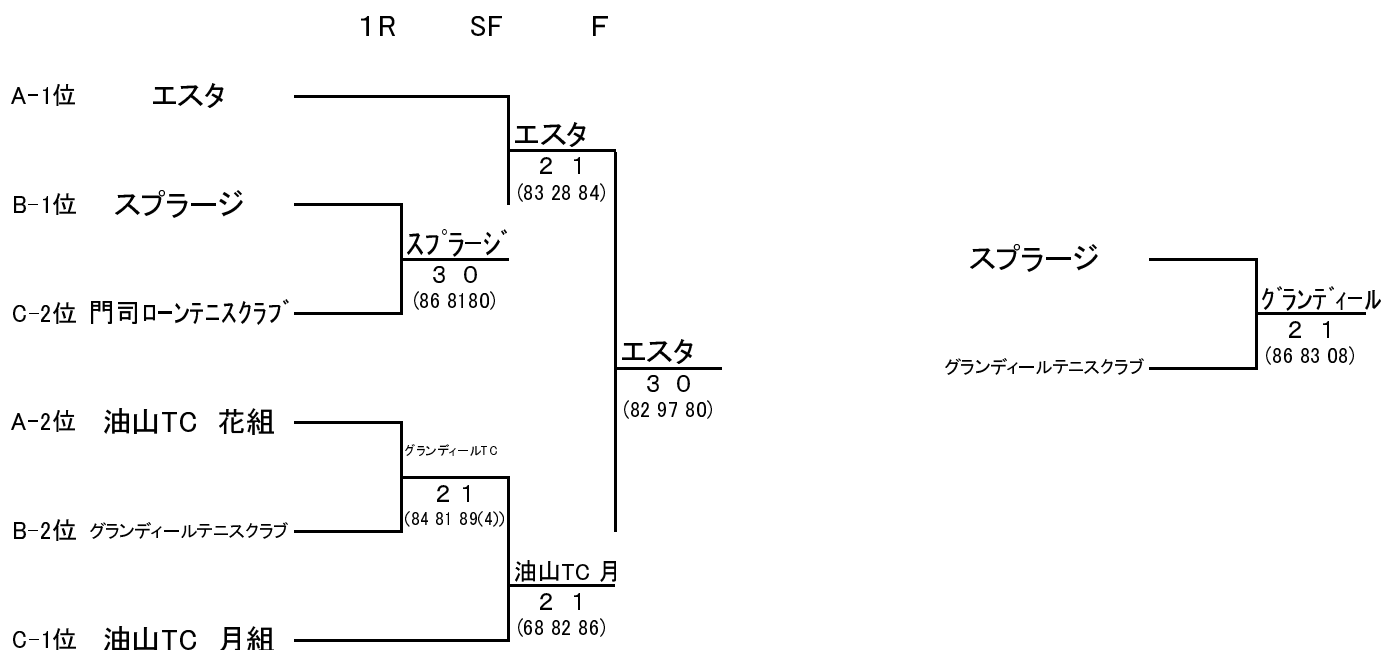 1R SF F
A-1位 エスタ
エスタ
2 1
(83 28 84)
B-1位 スプラージ
スプラージ
3 0
(86 8180)
C-2位 門司ローンテニスクラブ
スプラージ
グランディール
2 1
(86 83 08)
グランディールテニスクラブ
エスタ
3 0
(82 97 80)
A-2位 油山TC 花組
グランディールTC
2 1
(84 81 89(4))
B-2位 グランディールテニスクラブ
油山TC 月
2 1
(68 82 86)
C-1位 油山TC 月組